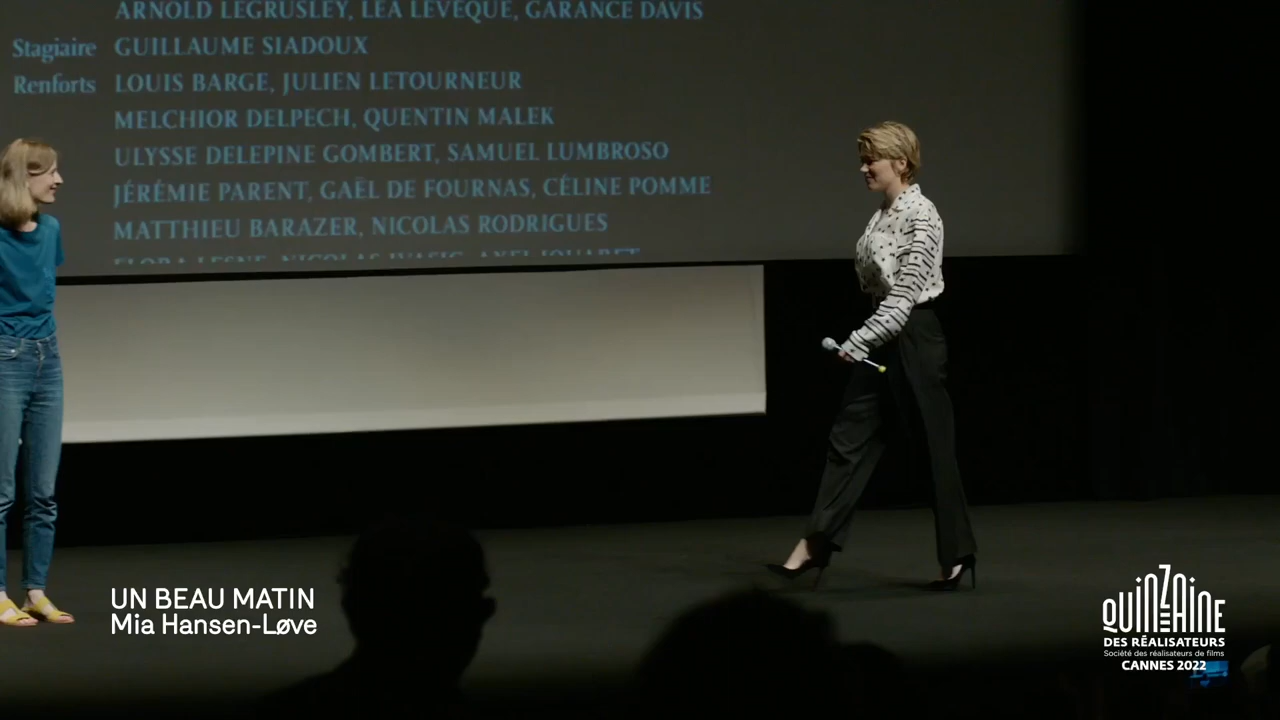 ARNOLD LEGRUSLEY, LÉA LEVÊQUE, GARANCE DAVIS
Stagiaire GUILLAUME SIADOUX
Renforts LOUIS BARGE, JULIEN LETOURNEUR
MELCHIOR DELPECH, QUENTIN MALEK
ULYSSE DELEPINE GOMBERT, SAMUEL LUMBROSO
JÉRÉMIE PARENT, GAËL DE FOURNAS, CÉLINE POMME
MATTHIEU BARAZER, NICOLAS RODRIGUES
UN BEAU MATIN
Mia Hansen-Løve
QUINZAINE
DES RÉALISATEURS
Société des réalisateurs de films
CANNES 2022